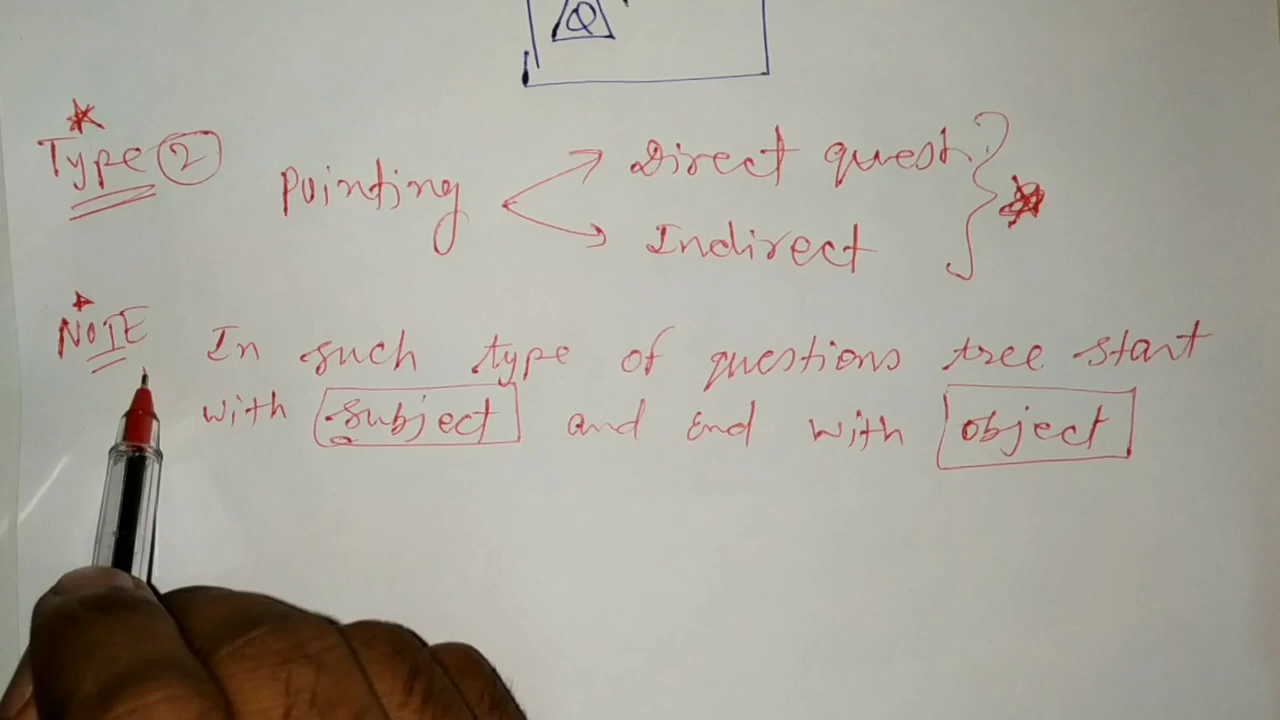 Q
Type 2
Pointing
Direct quest?
Indirect
NOTE In such type of questions tree start
with subject and end with object